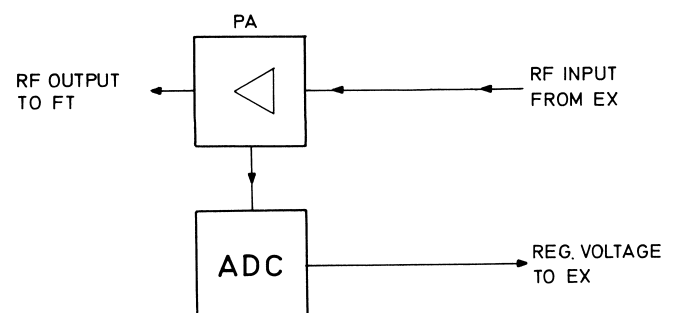 PA
RF OUTPUT
TO FT
RF INPUT
FROM EX
ADC
REG. VOLTAGE
TO EX